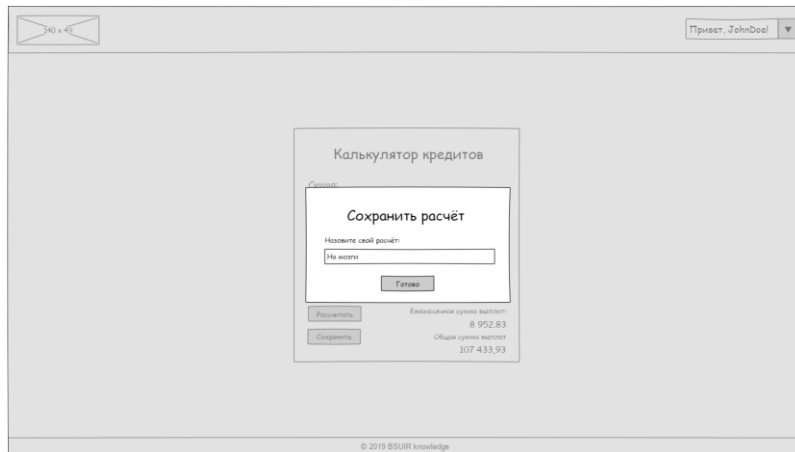 540 x 49
Привет, JohnDoe!
Калькулятор кредитов
Сумма:
Сохранить расчёт
Назовите свой расчёт:
На мозги
Готово
Рассчитать
Ежемесячная сумма выплат:
8 952.83
Сохранить
Общая сумма выплат
107 433,93
© 2019 BSUIR knowledge